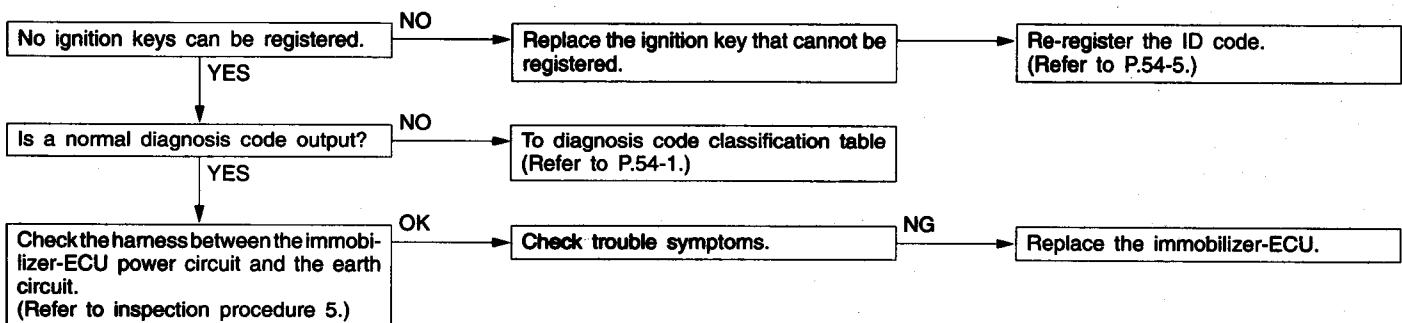 No ignition keys can be registered.
NO
Replace the ignition key that cannot be
registered.
Re-register the ID code.
(Refer to P.54-5.)
YES
Is a normal diagnosis code output?
NO
To diagnosis code classification table
(Refer to P.54-1.)
YES
Check the harness between the immobi-
lizer-ECU power circuit and the earth
circuit.
(Refer to inspection procedure 5.)
OK
Check trouble symptoms.
NG
Replace the immobilizer-ECU.